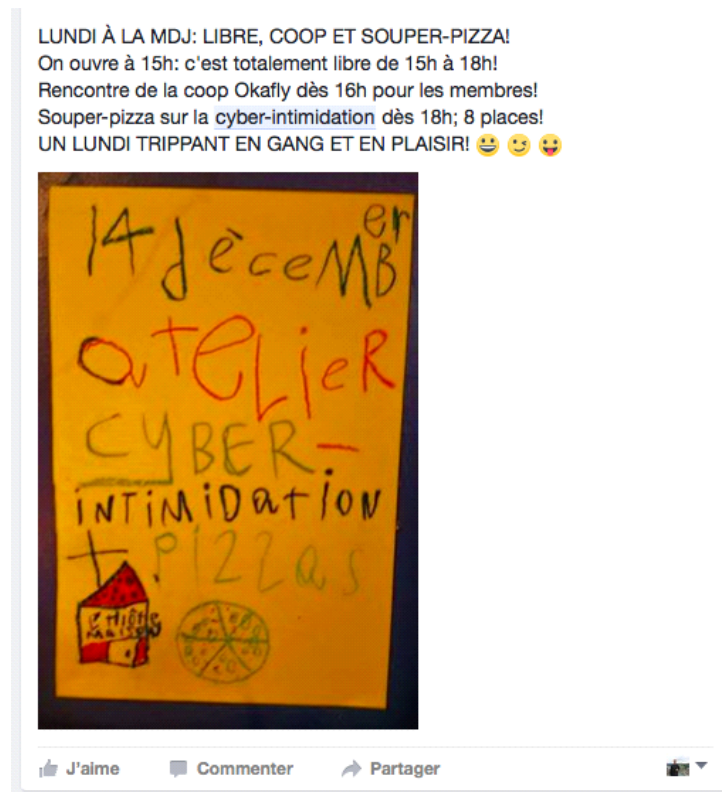 LUNDI À LA MDJ: LIBRE, COOP ET SOUPER-PIZZA!
On ouvre à 15h: c'est totalement libre de 15h à 18h!
Rencontre de la coop Okafly dès 16h pour les membres!
Souper-pizza sur la cyber-intimidation dès 18h; 8 places!
UN LUNDI TRIPPANT EN GANG ET EN PLAISIR! 😀 😉 😛
14 dèceMBer
atELieR
CYBER-
iNTiMiDatioN
+ PiZZas
MaisoN
J'aime Commenter Partager